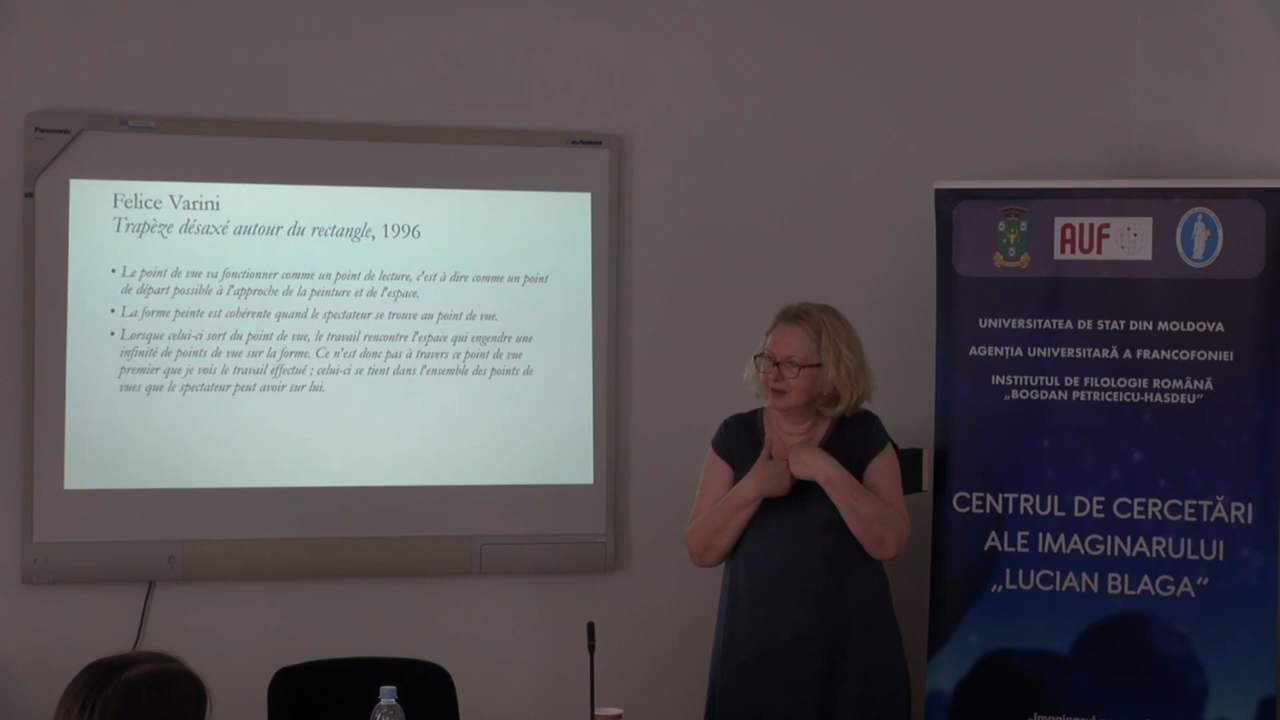 Panasonic
Felice Varini
Trapèze désaxé autour du rectangle, 1996
• Le point de vue va fonctionner comme un point de lecture, c'est à dire comme un point
de départ possible à l'approche de la peinture et de l'espace.
• La forme peinte est cohérente quand le spectateur se trouve au point de vue.
• Lorsque celui-ci sort du point de vue, le travail rencontre l'espace qui engendre une
infinité de points de vue sur la forme. Ce n'est donc pas à travers ce point de vue
premier que je vois le travail effectué ; celui-ci se tient dans l'ensemble des points de
vues que le spectateur peut avoir sur lui.
AUF
UNIVERSITATEA DE STAT DIN MOLDOVA
AGENȚIA UNIVERSITARĂ A FRANCOFONIEI
INSTITUTUL DE FILOLOGIE ROMÂNĂ
„BOGDAN PETRICEICU-HASDEU”
CENTRUL DE CERCETĂRI
ALE IMAGINARULUI
„LUCIAN BLAGA”